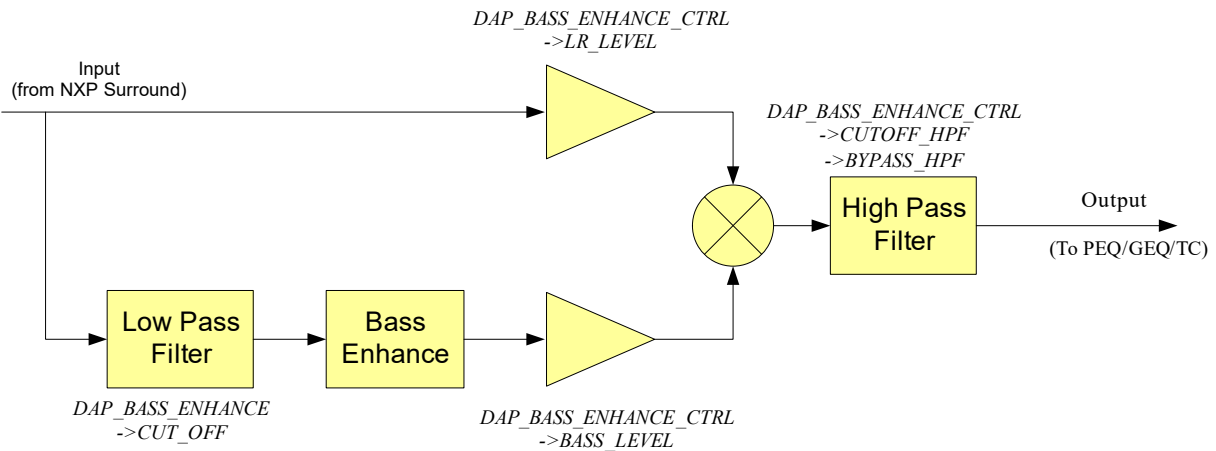 DAP_BASS_ENHANCE_CTRL
->LR_LEVEL
Input
(from NXP Surround)
DAP_BASS_ENHANCE_CTRL
->CUTOFF_HPF
->BYPASS_HPF
High Pass
Filter
Output
(To PEQ/GEQ/TC)
Low Pass
Filter
Bass
Enhance
DAP_BASS_ENHANCE
->CUT_OFF
DAP_BASS_ENHANCE_CTRL
->BASS_LEVEL